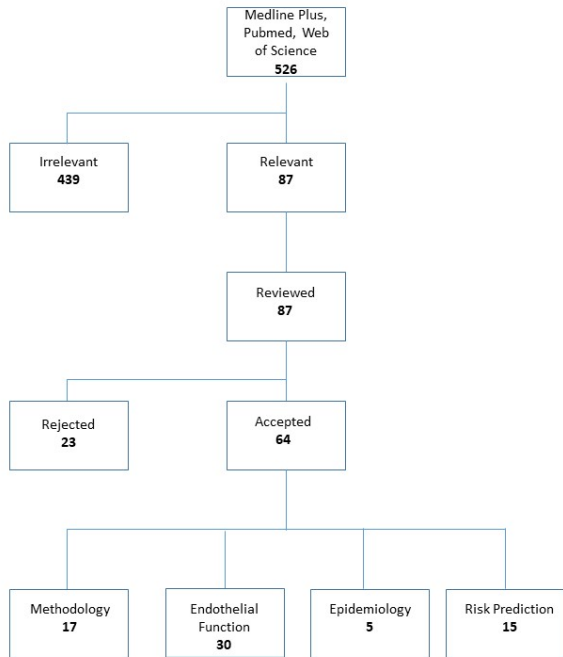 Medline Plus,
Pubmed, Web
of Science
526
Irrelevant
439
Relevant
87
Reviewed
87
Rejected
23
Accepted
64
Methodology
17
Endothelial
Function
30
Epidemiology
5
Risk Prediction
15